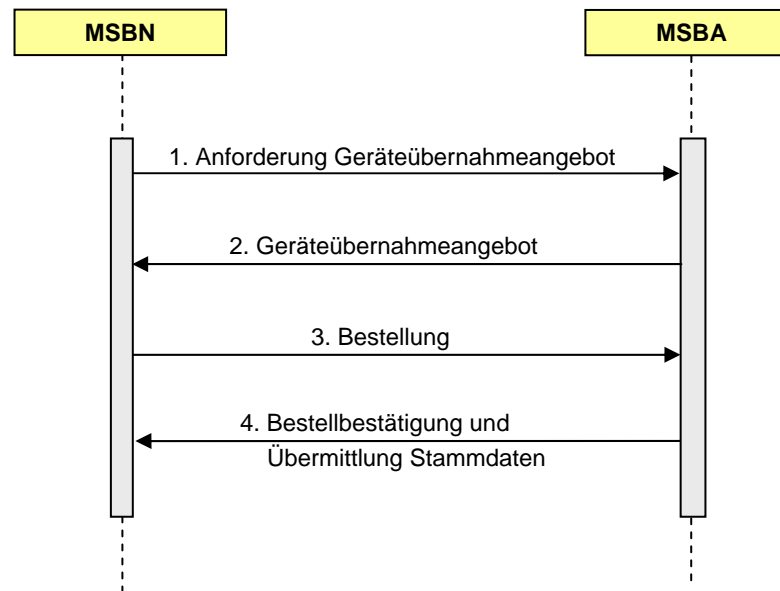 MSBN
MSBA
1. Anforderung Geräteübernahmeangebot
2. Geräteübernahmeangebot
3. Bestellung
4. Bestellbestätigung und
Übermittlung Stammdaten